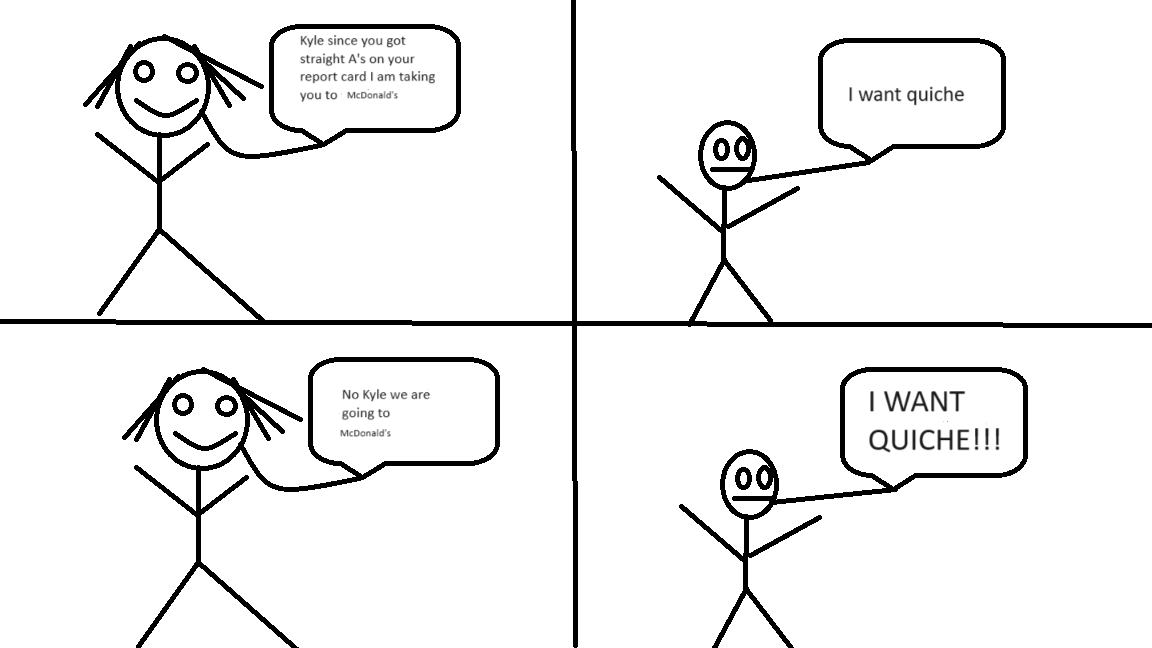 Kyle since you got
straight A's on your
report card I am taking
you to McDonald's
I want quiche
No Kyle we are
going to
McDonald's
I WANT
QUICHE!!!